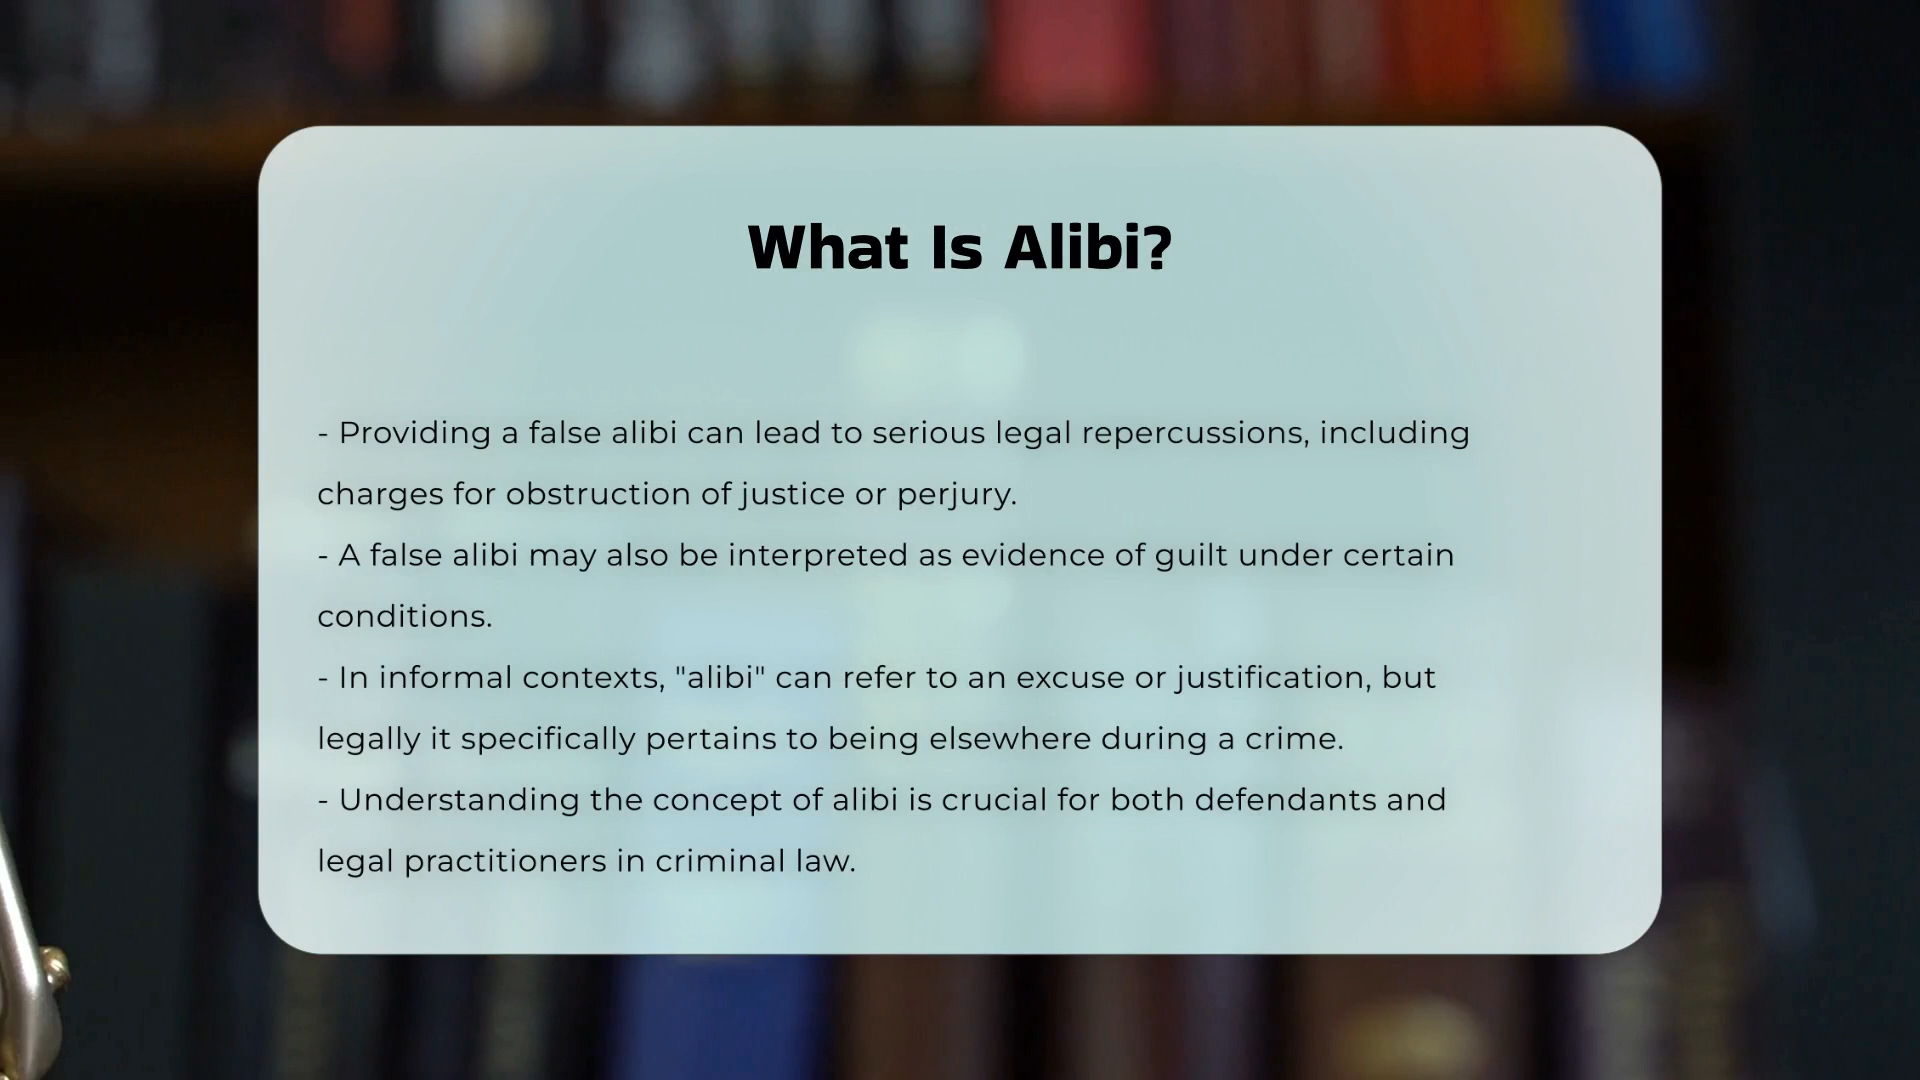 What Is Alibi?
- Providing a false alibi can lead to serious legal repercussions, including
charges for obstruction of justice or perjury.
- A false alibi may also be interpreted as evidence of guilt under certain
conditions.
- In informal contexts, "alibi" can refer to an excuse or justification, but
legally it specifically pertains to being elsewhere during a crime.
- Understanding the concept of alibi is crucial for both defendants and
legal practitioners in criminal law.